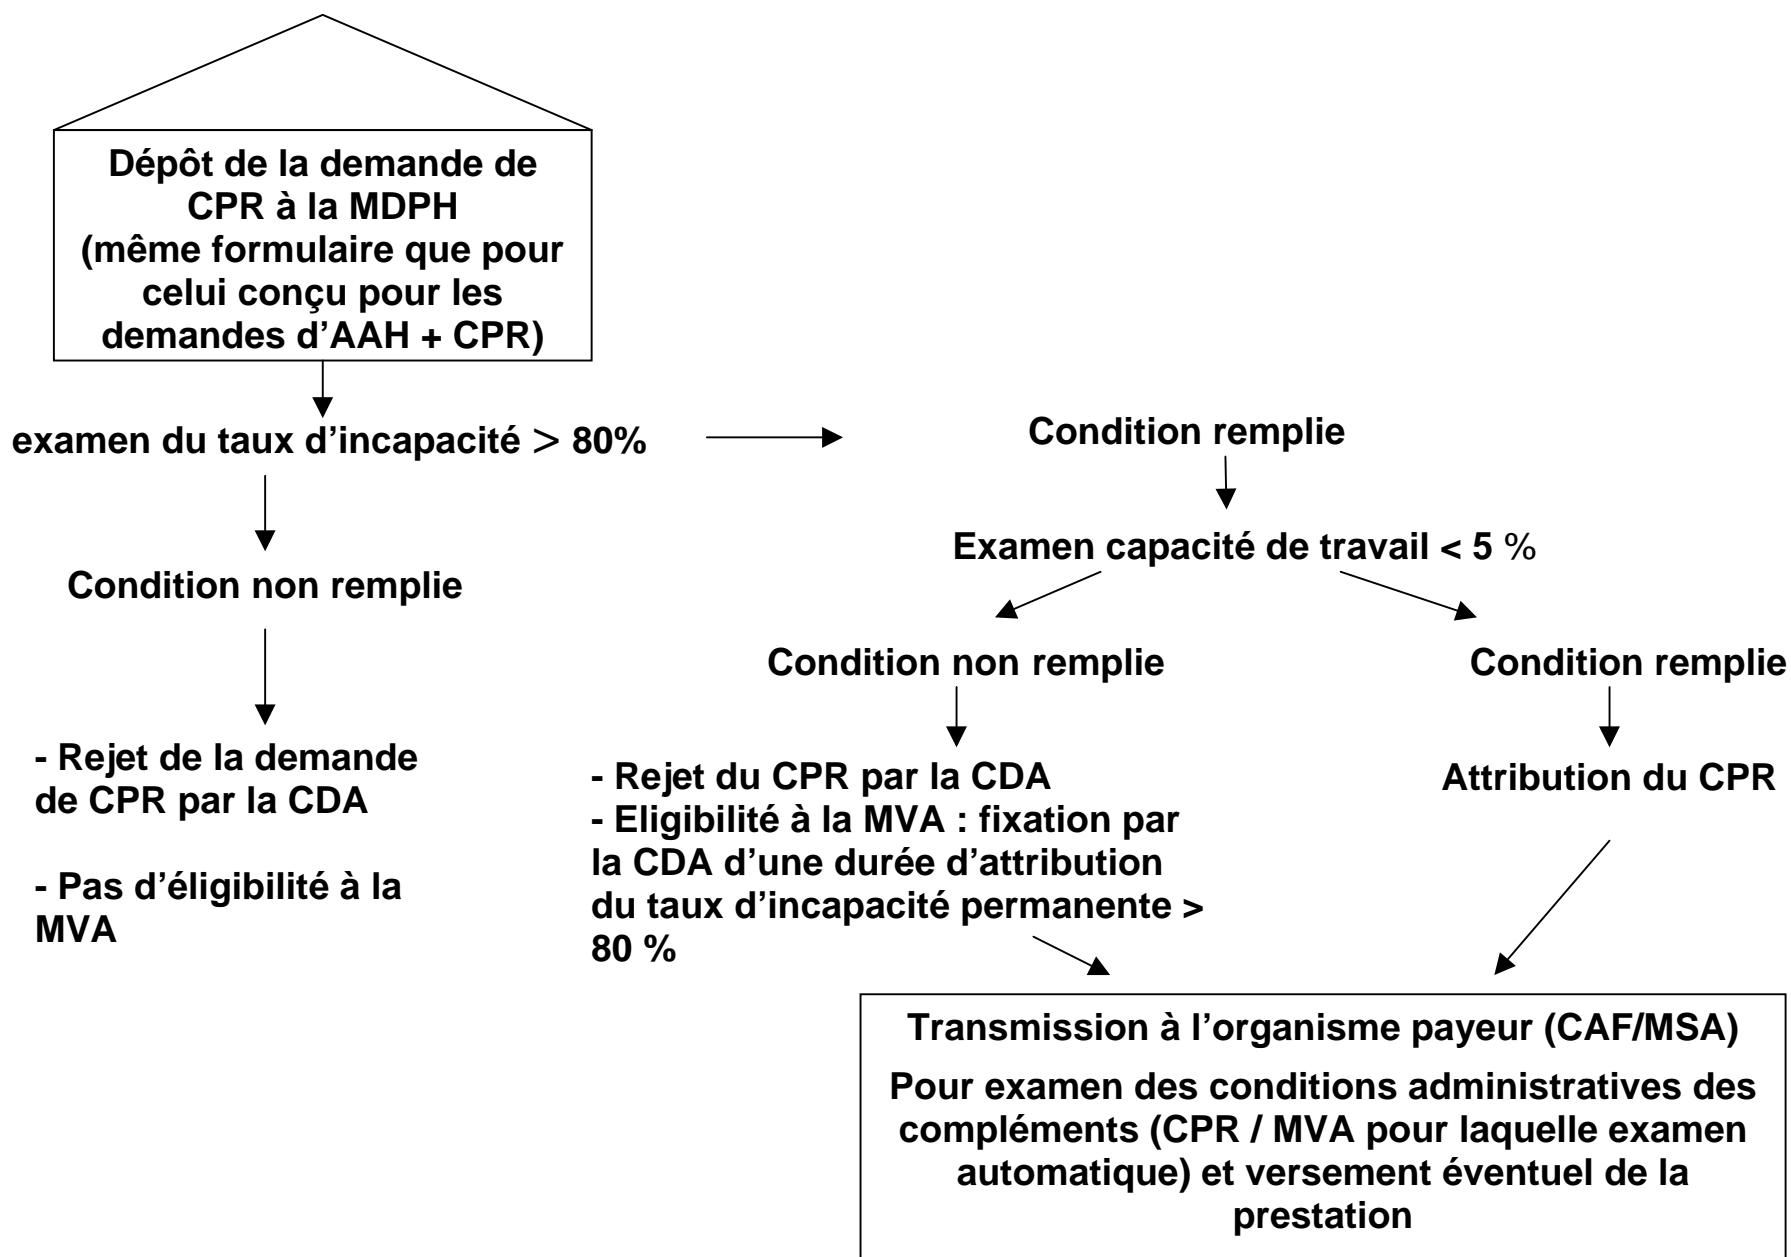 Dépôt de la demande de
CPR à la MDPH
(même formulaire que pour
celui conçu pour les
demandes d’AAH + CPR)
examen du taux d’incapacité > 80%
Condition remplie
Examen capacité de travail < 5 %
Condition non remplie
Condition non remplie
Condition remplie
- Rejet de la demande
de CPR par la CDA
- Pas d’éligibilité à la
MVA
- Rejet du CPR par la CDA
- Eligibilité à la MVA : fixation par
la CDA d’une durée d’attribution
du taux d’incapacité permanente >
80 %
Attribution du CPR
Transmission à l’organisme payeur (CAF/MSA)
Pour examen des conditions administratives des
compléments (CPR / MVA pour laquelle examen
automatique) et versement éventuel de la
prestation